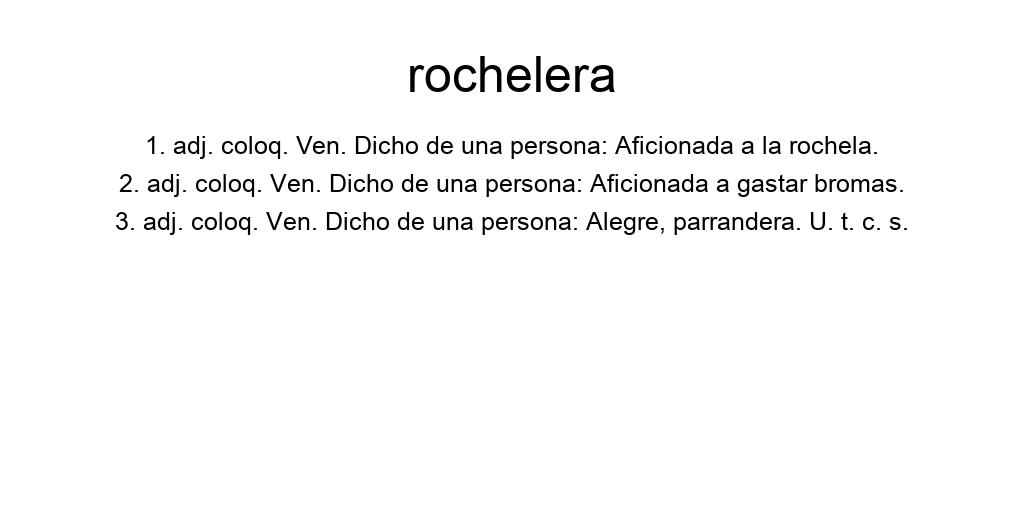 rochelera
1. adj. coloq. Ven. Dicho de una persona: Aficionada a la rochela.
2. adj. coloq. Ven. Dicho de una persona: Aficionada a gastar bromas.
3. adj. coloq. Ven. Dicho de una persona: Alegre, parrandera. U. t. c. s.